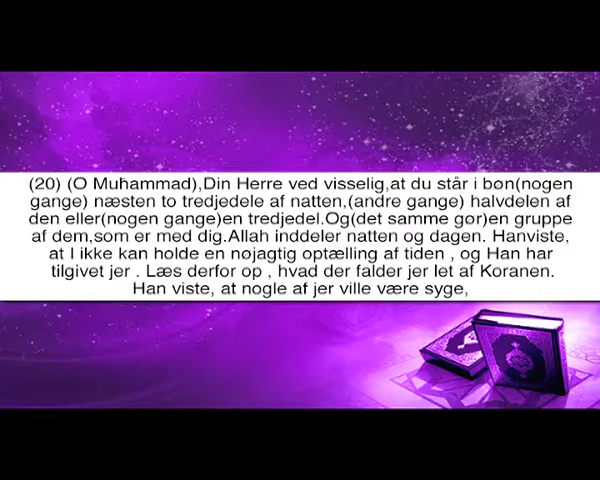 (20) (O Muhammad),Din Herre ved visselig,at du står i bøn(nogen
gange) næsten to tredjedele af natten,(andre gange) halvdelen af
den eller(nogen gange)en tredjedel.Og(det samme gør)en gruppe
af dem,som er med dig.Allah inddeler natten og dagen. Hanviste,
at I ikke kan holde en nøjagtig optælling af tiden , og Han har
tilgivet jer . Læs derfor op , hvad der falder jer let af Koranen.
Han viste, at nogle af jer ville være syge,